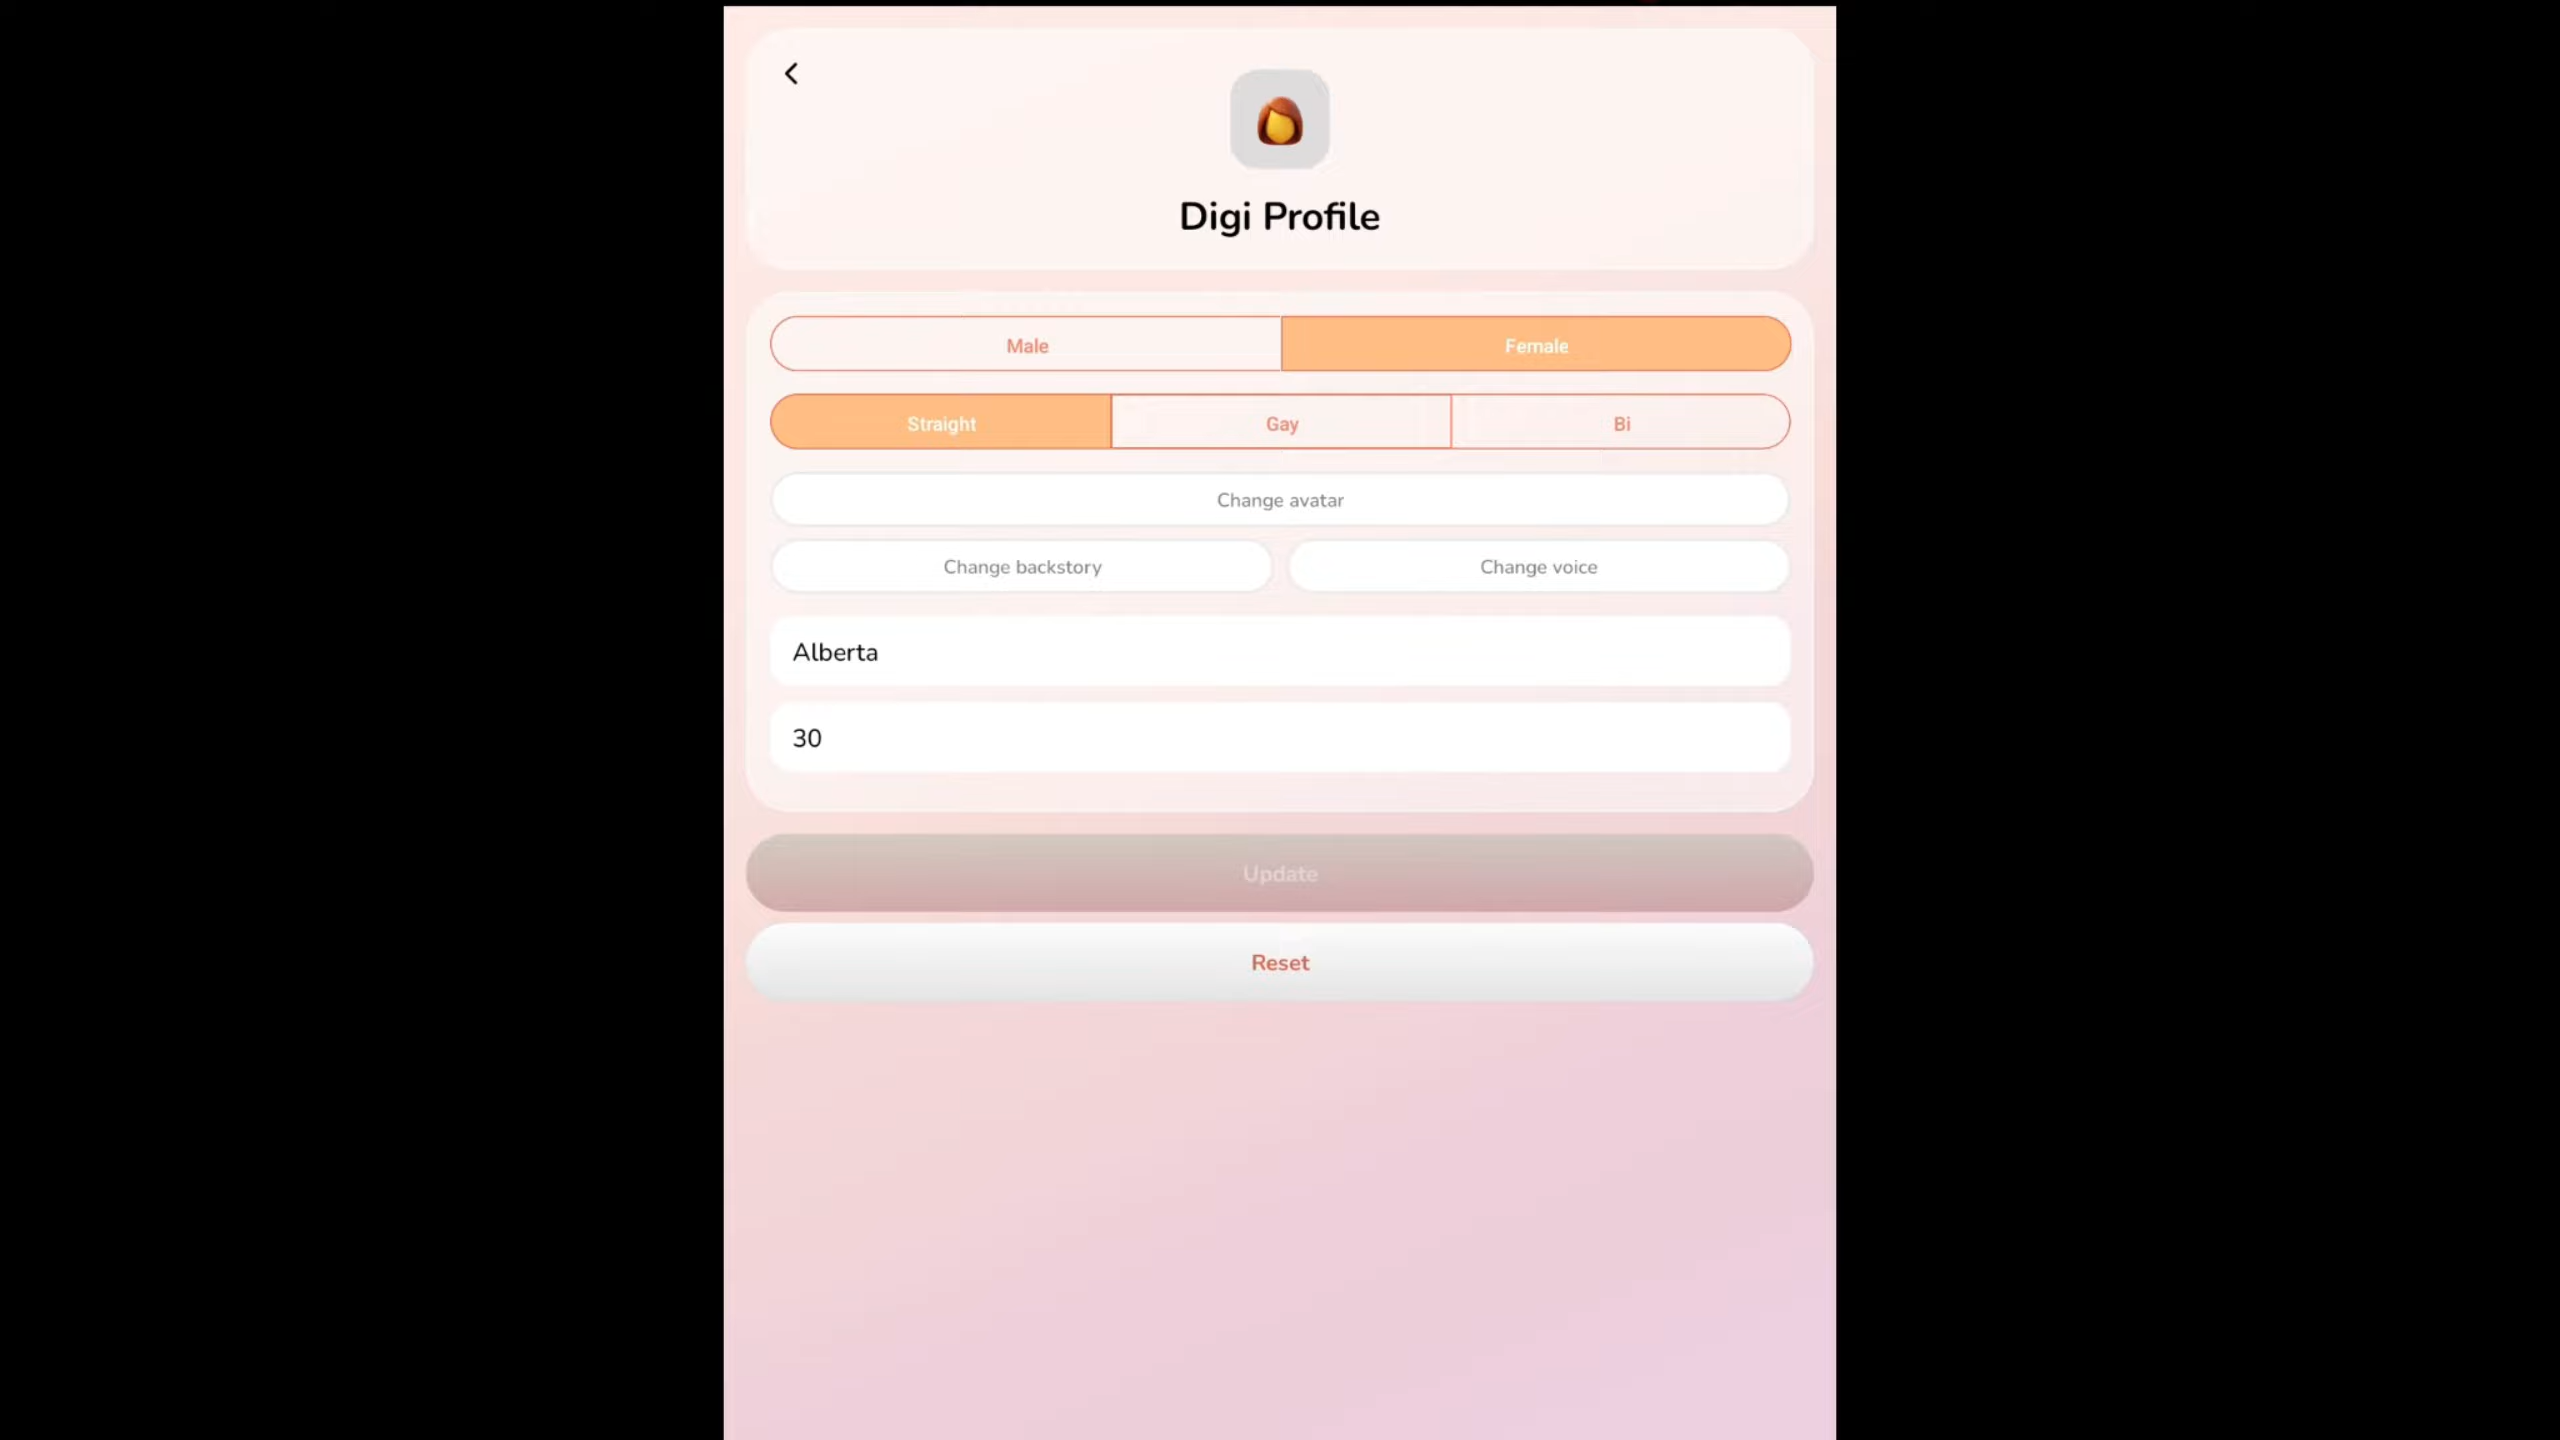 Digi Profile
Male Female
Straight Gay Bi
Change avatar
Change backstory Change voice
Alberta
30
Update
Reset